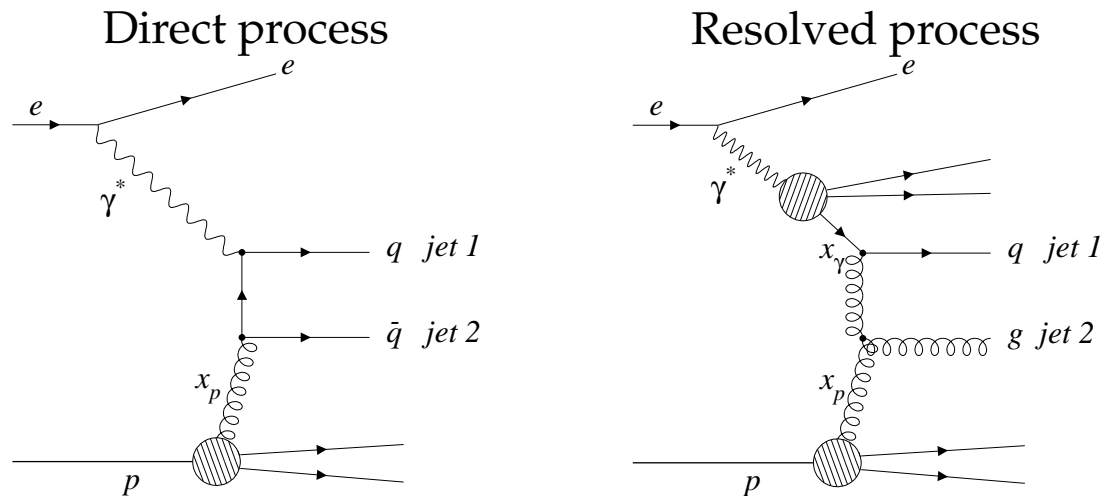 Direct process
e
e
γ*
q jet 1
q̄ jet 2
x_p
p
Resolved process
e
e
γ*
x_γ
q jet 1
g jet 2
x_p
p